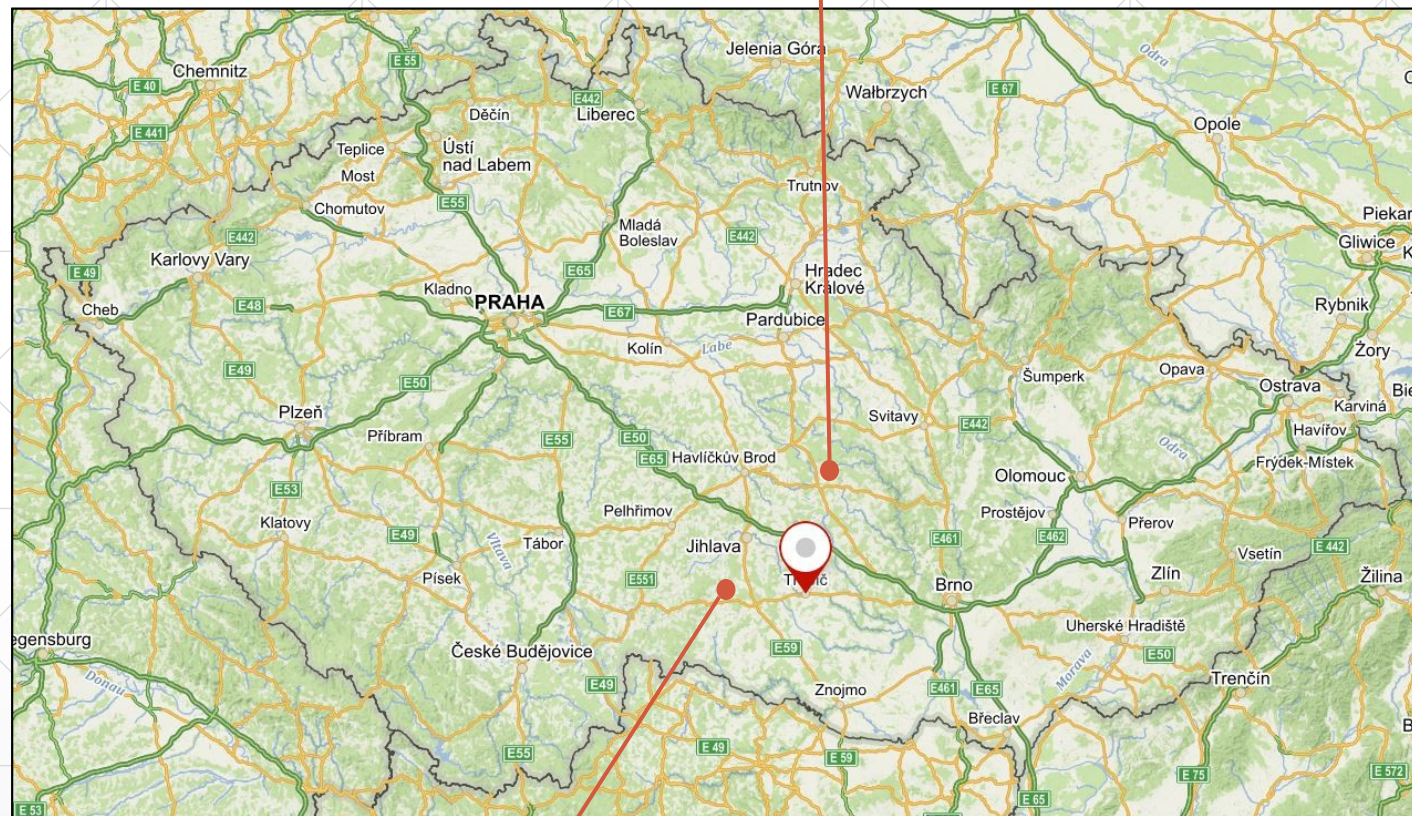 Jelenia Góra
Odra
E 55
Chemnitz
E 40
E442
Wałbrzych
E 67
Děčín
Liberec
Opole
E 441
Teplice
Ústí
nad Labem
Most
Trutnov
Chomutov
E55
Mladá
Boleslav
E442
E442
Piekar
Gliwice
Karlovy Vary
E 49
E65
Hradec
Králové
Kladno
PRAHA
Cheb
E48
E67
Rybnik
Pardubice
Kolín
Labe
Żory
E49
Šumperk
Opava
E50
Ostrava
Plzeň
Karviná
Svitavy
E442
Havířov
Příbram
E55
E50
E65
Havlíčkův Brod
Odra
Frýdek-Místek
Olomouc
E53
Pelhřimov
Prostějov
Přerov
Klatovy
E49
Vltava
Tábor
Jihlava
E461
E462
Vsetín
E 442
Písek
E551
Brno
Zlín
Žilina
egensburg
České Budějovice
E59
Uherské Hradiště
E50
Donau
E49
Znojmo
E461
E65
Morava
Trenčín
Břeclav
E55
E 49
E 59
E 75
E 572
E 53
E 65